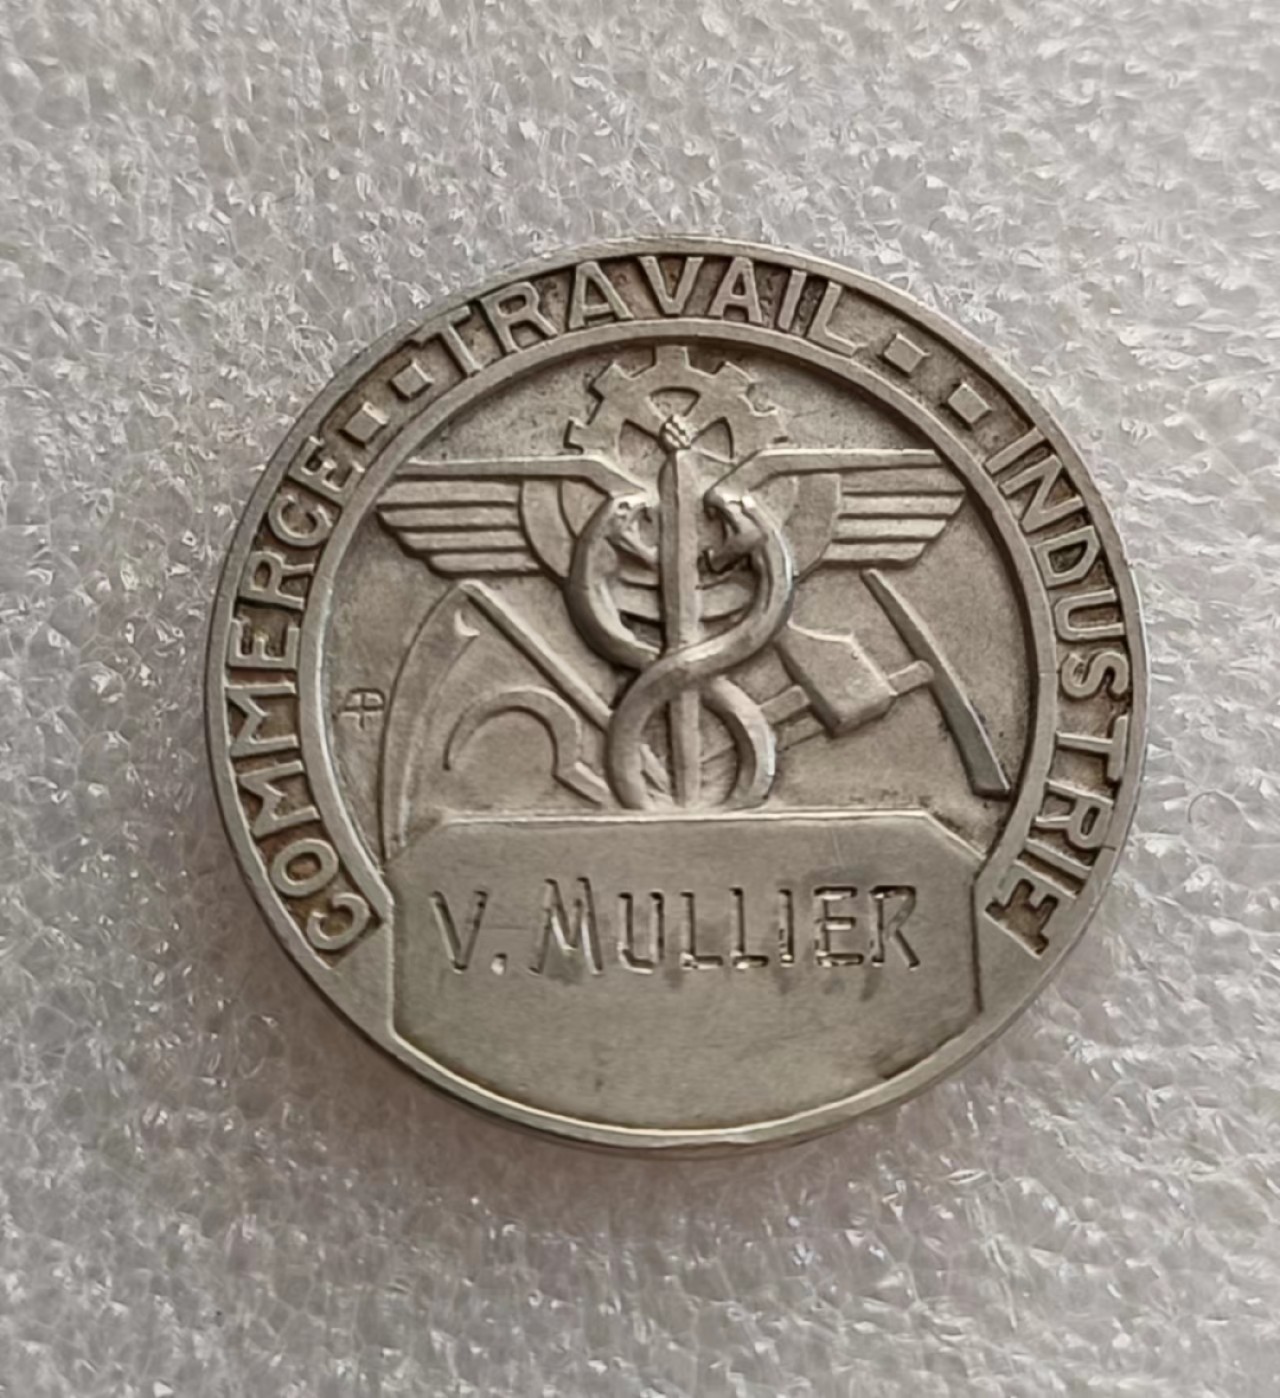 COMMERCE ▪ ▪ TRAVAIL ▪ ▪ INDUSTRIE
V. MULLIER